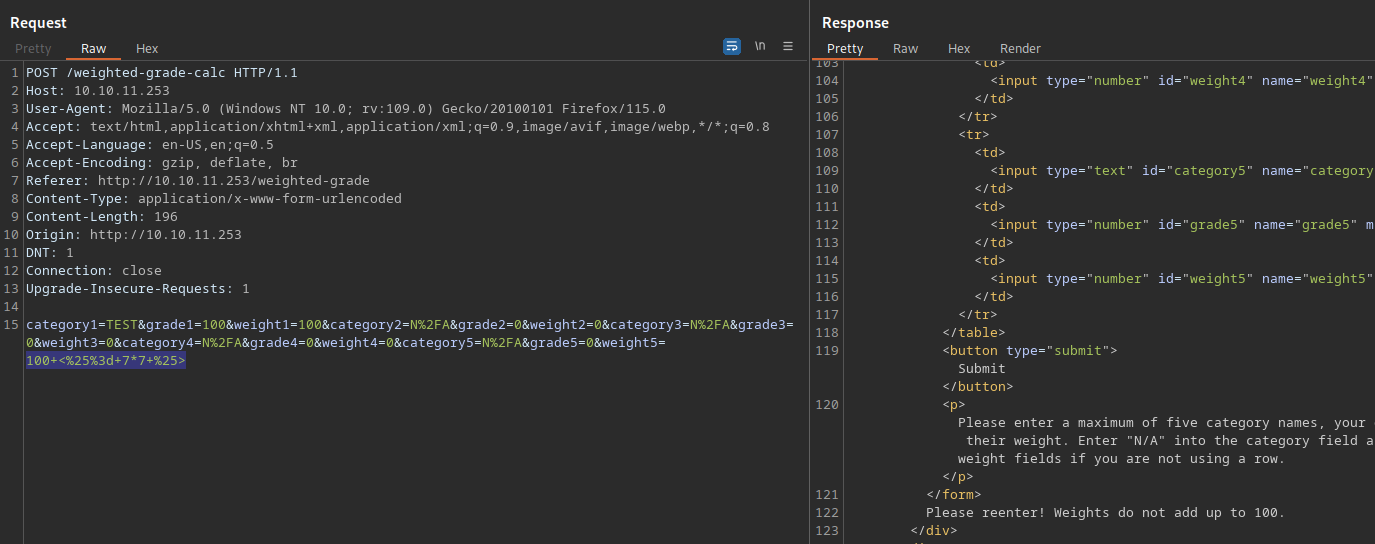 Request
Pretty Raw Hex \n
1 POST /weighted-grade-calc HTTP/1.1
2 Host: 10.10.11.253
3 User-Agent: Mozilla/5.0 (Windows NT 10.0; rv:109.0) Gecko/20100101 Firefox/115.0
4 Accept: text/html,application/xhtml+xml,application/xml;q=0.9,image/avif,image/webp,*/*;q=0.8
5 Accept-Language: en-US,en;q=0.5
6 Accept-Encoding: gzip, deflate, br
7 Referer: http://10.10.11.253/weighted-grade
8 Content-Type: application/x-www-form-urlencoded
9 Content-Length: 196
10 Origin: http://10.10.11.253
11 DNT: 1
12 Connection: close
13 Upgrade-Insecure-Requests: 1
14
15 category1=TEST&grade1=100&weight1=100&category2=N%2FA&grade2=0&weight2=0&category3=N%2FA&grade3=
0&weight3=0&category4=N%2FA&grade4=0&weight4=0&category5=N%2FA&grade5=0&weight5=
100+<%25%3d+7*7+%25>
Response
Pretty Raw Hex Render
103 <td>
104 <input type="number" id="weight4" name="weight4"
105 </td>
106 </tr>
107 <tr>
108 <td>
109 <input type="text" id="category5" name="category
110 </td>
111 <td>
112 <input type="number" id="grade5" name="grade5" m
113 </td>
114 <td>
115 <input type="number" id="weight5" name="weight5"
116 </td>
117 </tr>
118 </table>
119 <button type="submit">
Submit
</button>
120 <p>
Please enter a maximum of five category names, your
their weight. Enter "N/A" into the category field a
weight fields if you are not using a row.
</p>
121 </form>
122 Please reenter! Weights do not add up to 100.
123 </div>